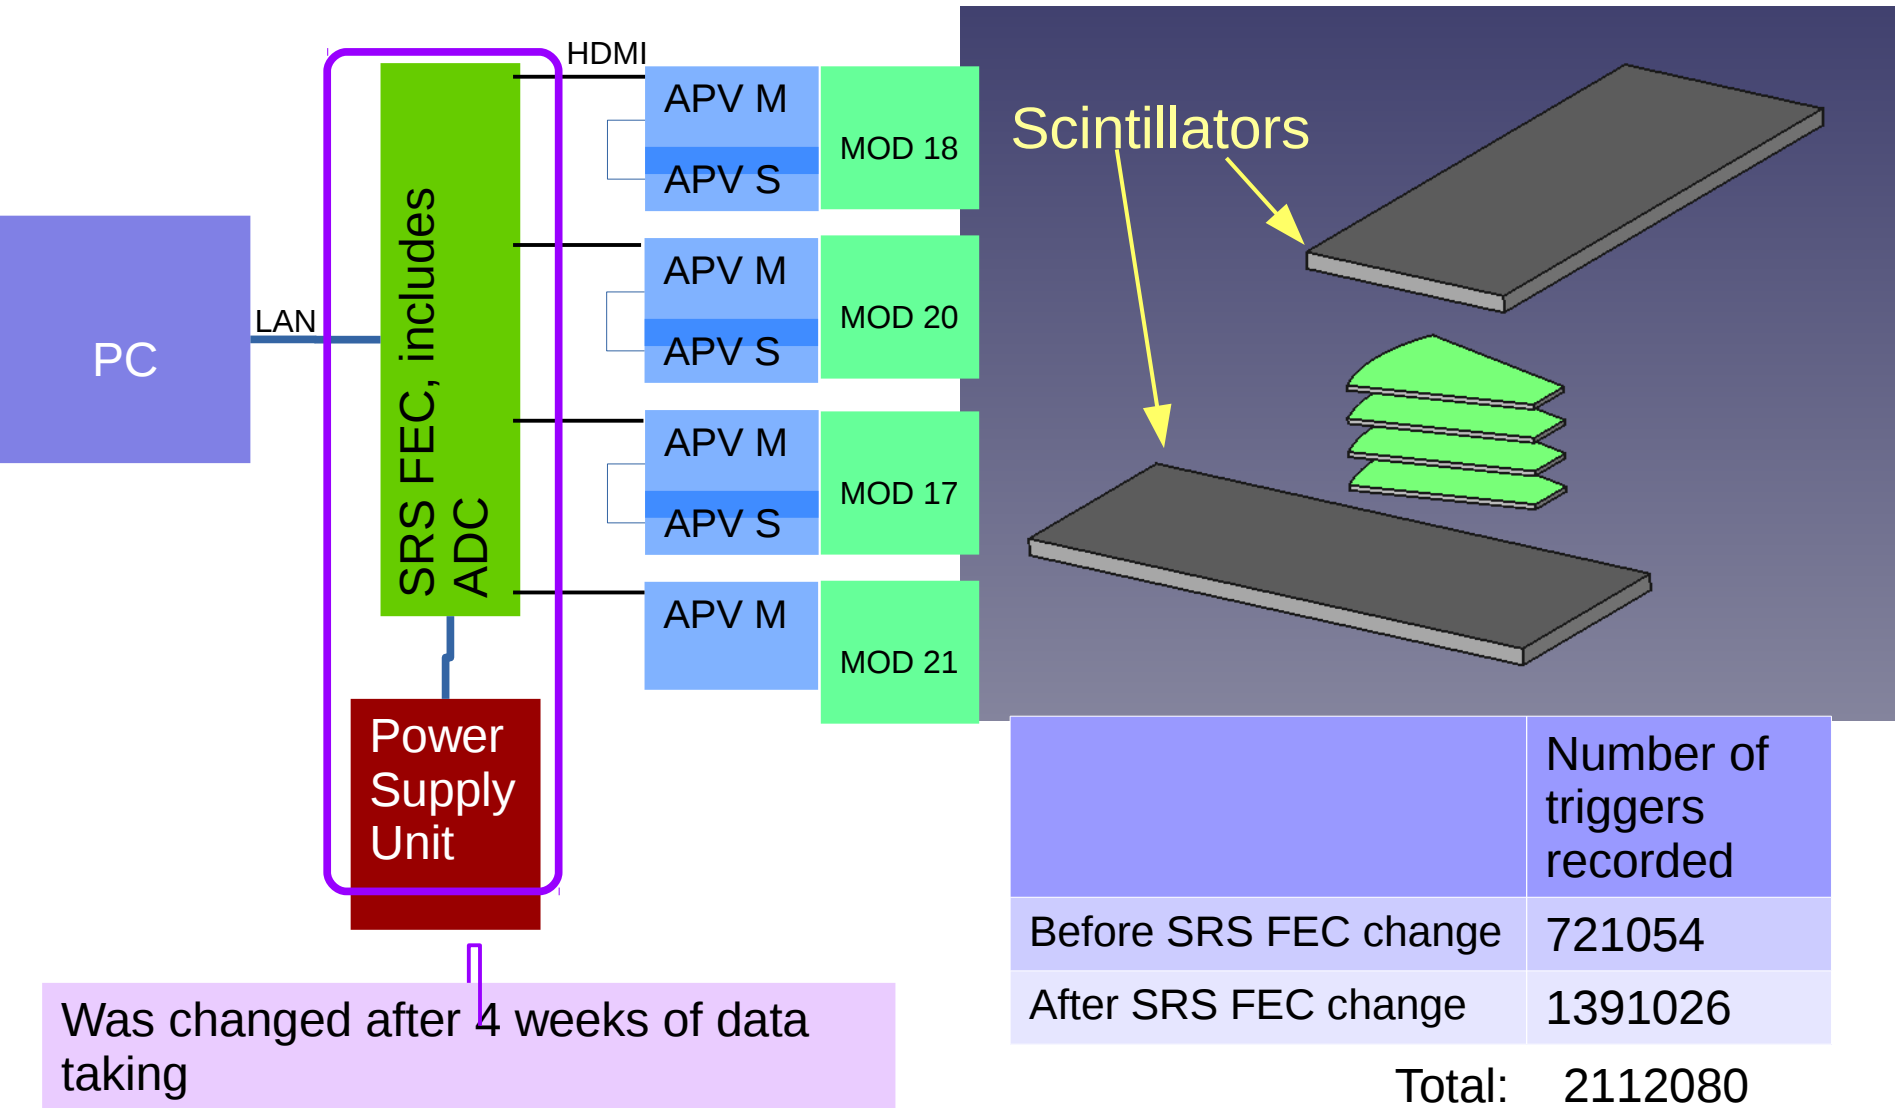 HDMI
APV M
APV S
MOD 18
APV M
APV S
MOD 20
APV M
APV S
MOD 17
APV M
MOD 21
PC
LAN
SRS FEC, includes
ADC
Power
Supply
Unit
Was changed after 4 weeks of data
taking
Scintillators
Number of
triggers
recorded
Before SRS FEC change 721054
After SRS FEC change 1391026
Total: 2112080